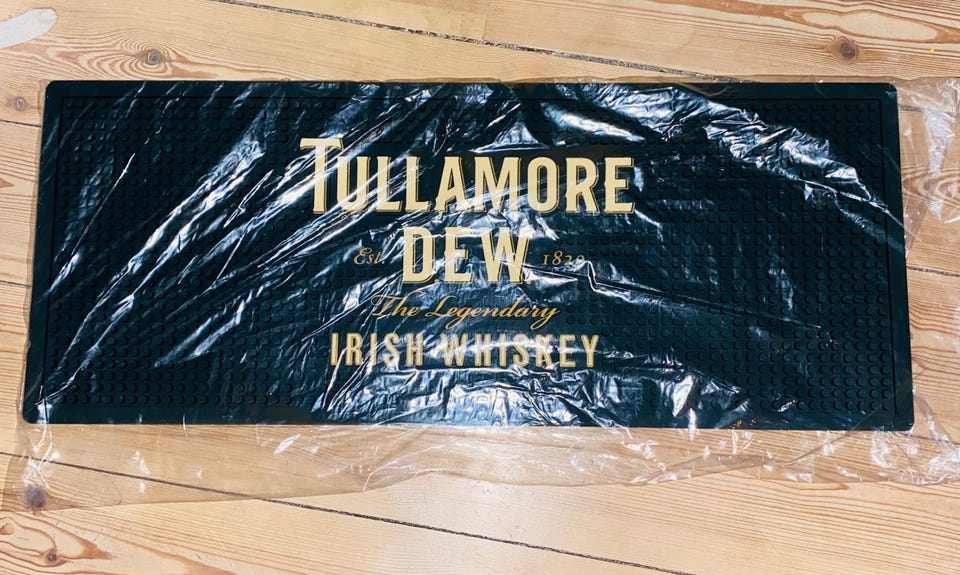 TULLAMORE
Est. DEW. 1829
The Legendary
IRISH WHISKEY